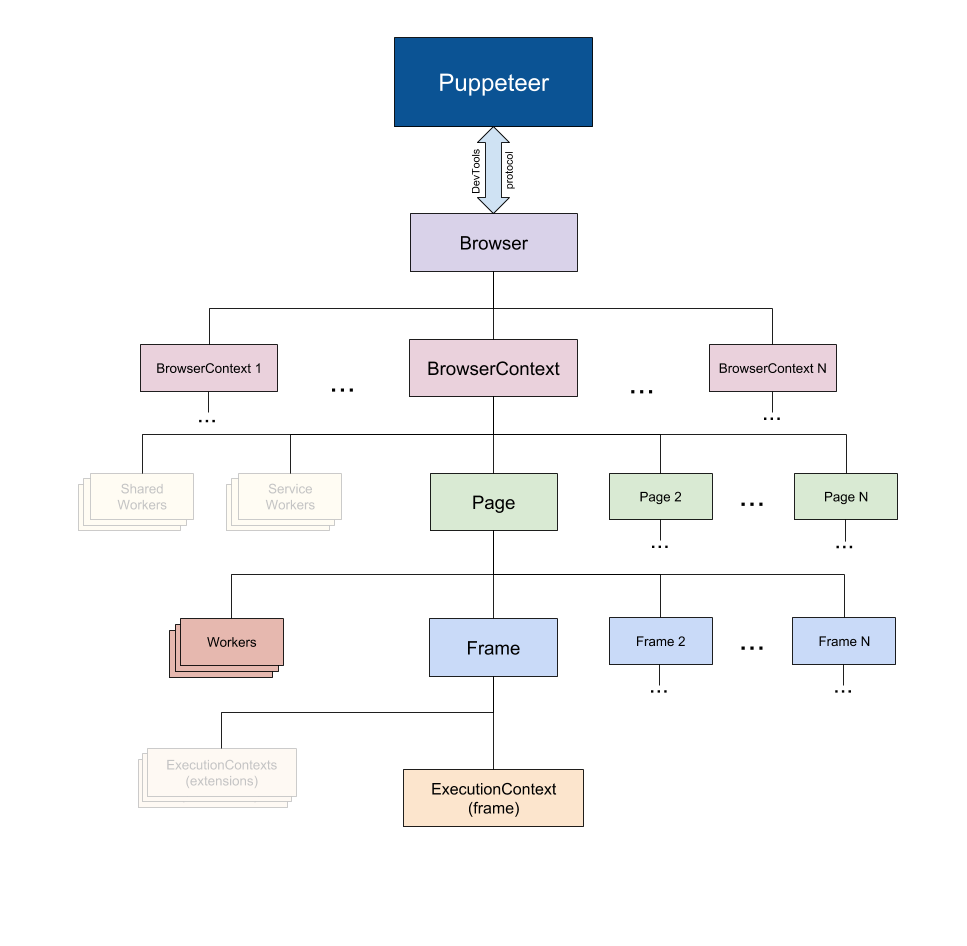 Puppeteer
DevTools
protocol
Browser
BrowserContext 1
...
BrowserContext
...
BrowserContext N
...
...
Shared
Workers
Service
Workers
Page
Page 2
...
Page N
...
...
Workers
Frame
Frame 2
...
Frame N
...
...
ExecutionContexts
(extensions)
ExecutionContext
(frame)